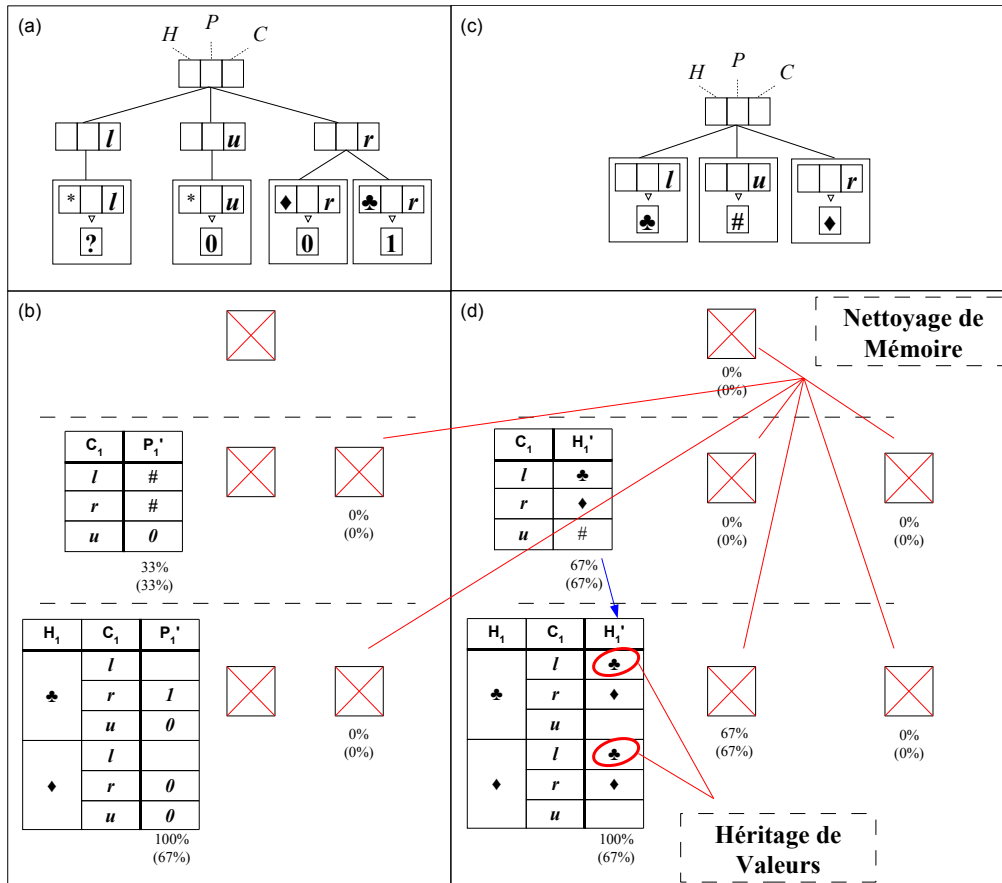 (a)
H P C
l u r
* l * u ♦ r ♣ r
? 0 0 1
(c)
H P C
l u r
♣ # ♦
(b)
C₁ P₁'
l #
r #
u 0
33%
(33%)
0%
(0%)
H₁ C₁ P₁'
l
♣ r 1
u 0
l
♦ r 0
u 0
100%
(67%)
0%
(0%)
(d)
Nettoyage de
Mémoire
0%
(0%)
C₁ H₁'
l ♣
r ♦
u #
67%
(67%)
0%
(0%)
0%
(0%)
H₁ C₁ H₁'
l ♣
♣ r ♦
u
l ♣
♦ r ♦
u
100%
(67%)
67%
(67%)
0%
(0%)
Héritage de
Valeurs